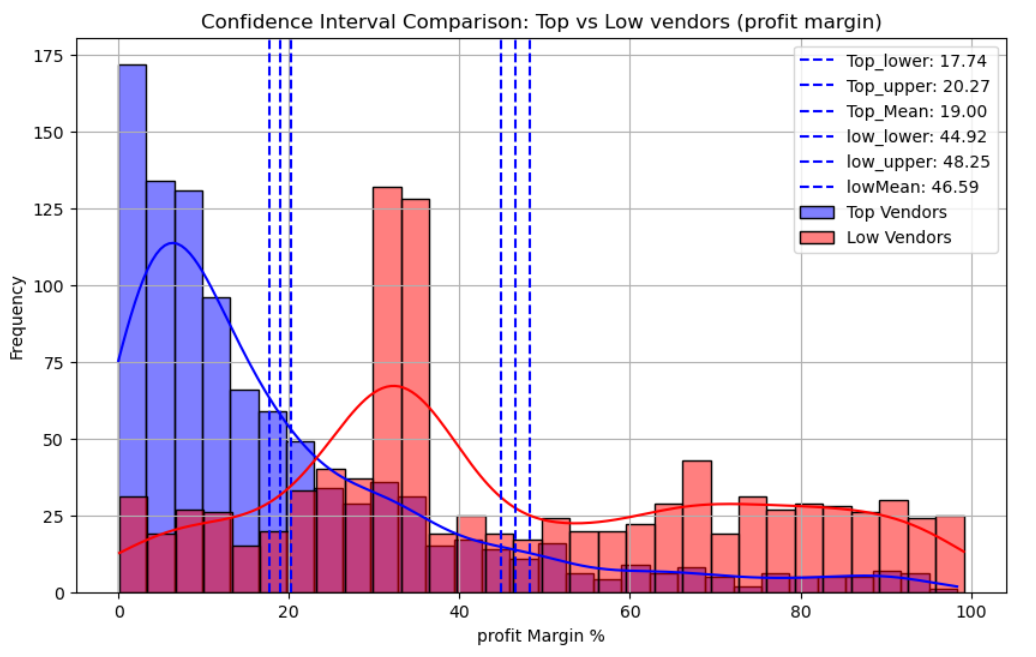 Confidence Interval Comparison: Top vs Low vendors (profit margin)
175
150
125
100
75
50
25
0
Frequency
Top_lower: 17.74
Top_upper: 20.27
Top_Mean: 19.00
low_lower: 44.92
low_upper: 48.25
lowMean: 46.59
Top Vendors
Low Vendors
0 20 40 60 80 100
profit Margin %